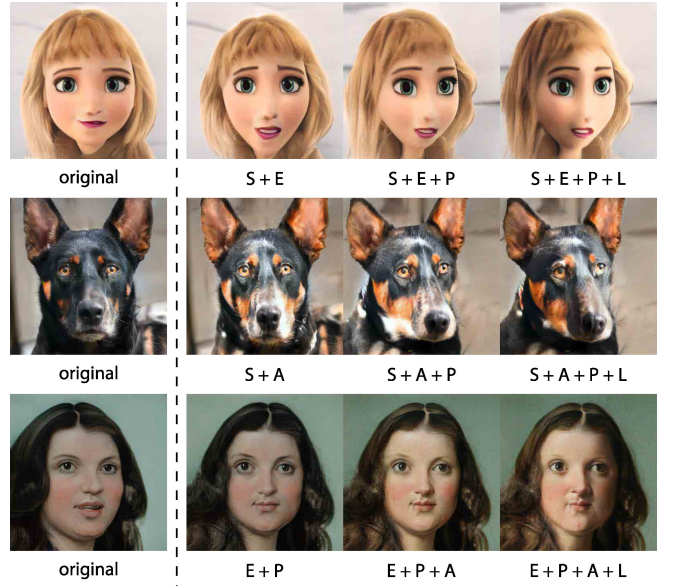 original S + E S + E + P S + E + P + L
original S + A S + A + P S + A + P + L
original E + P E + P + A E + P + A + L